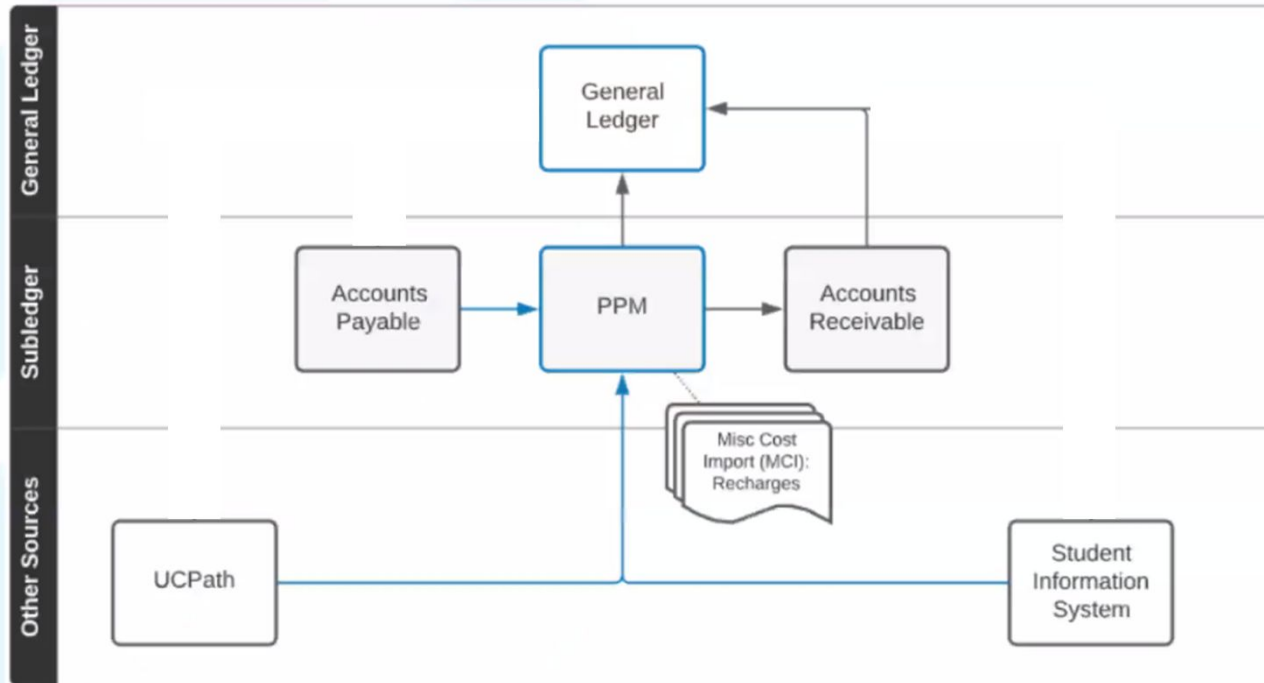 General Ledger
General
Ledger
Subledger
Accounts
Payable
PPM
Accounts
Receivable
Misc Cost
Import (MCI):
Recharges
Other Sources
UCPath
Student
Information
System